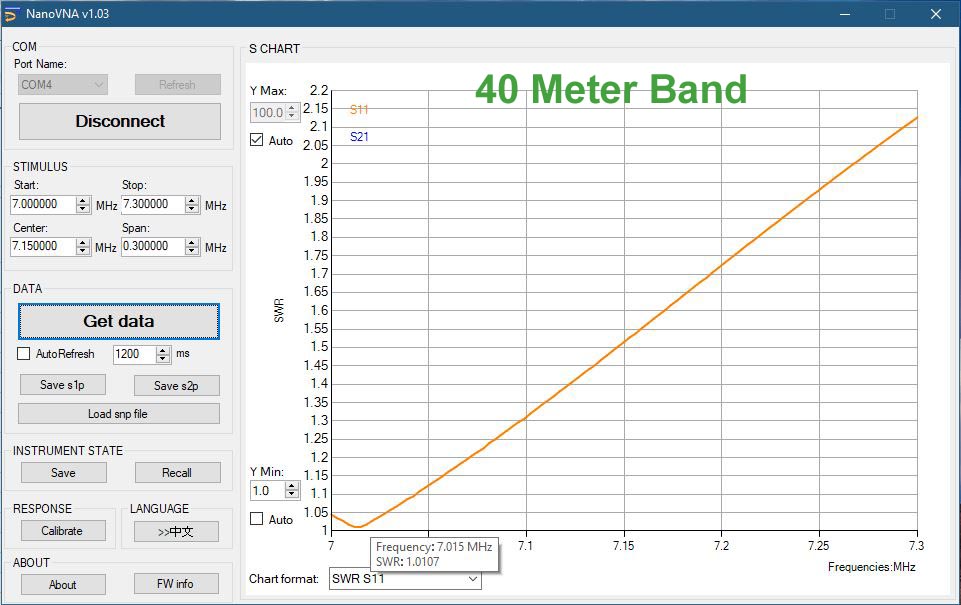 NanoVNA v1.03
COM
Port Name:
COM4
Refresh
Disconnect
STIMULUS
Start:
Stop:
7.000000 MHz
7.300000 MHz
Center:
Span:
7.150000 MHz
0.300000 MHz
DATA
Get data
AutoRefresh
1200 ms
Save s1p
Save s2p
Load snp file
INSTRUMENT STATE
Save
Recall
RESPONSE
Calibrate
LANGUAGE
>>中文
ABOUT
About
FW info
S CHART
40 Meter Band
Y Max:
100.0
Auto
S11
S21
2.2
2.15
2.1
2.05
2
1.95
1.9
1.85
1.8
1.75
1.7
1.65
1.6
1.55
1.5
1.45
1.4
1.35
1.3
1.25
1.2
1.15
1.1
1.05
1
SWR
Y Min:
1.0
Auto
7
7.1
7.15
7.2
7.25
7.3
Frequency: 7.015 MHz
SWR: 1.0107
Frequencies:MHz
Chart format:
SWR S11